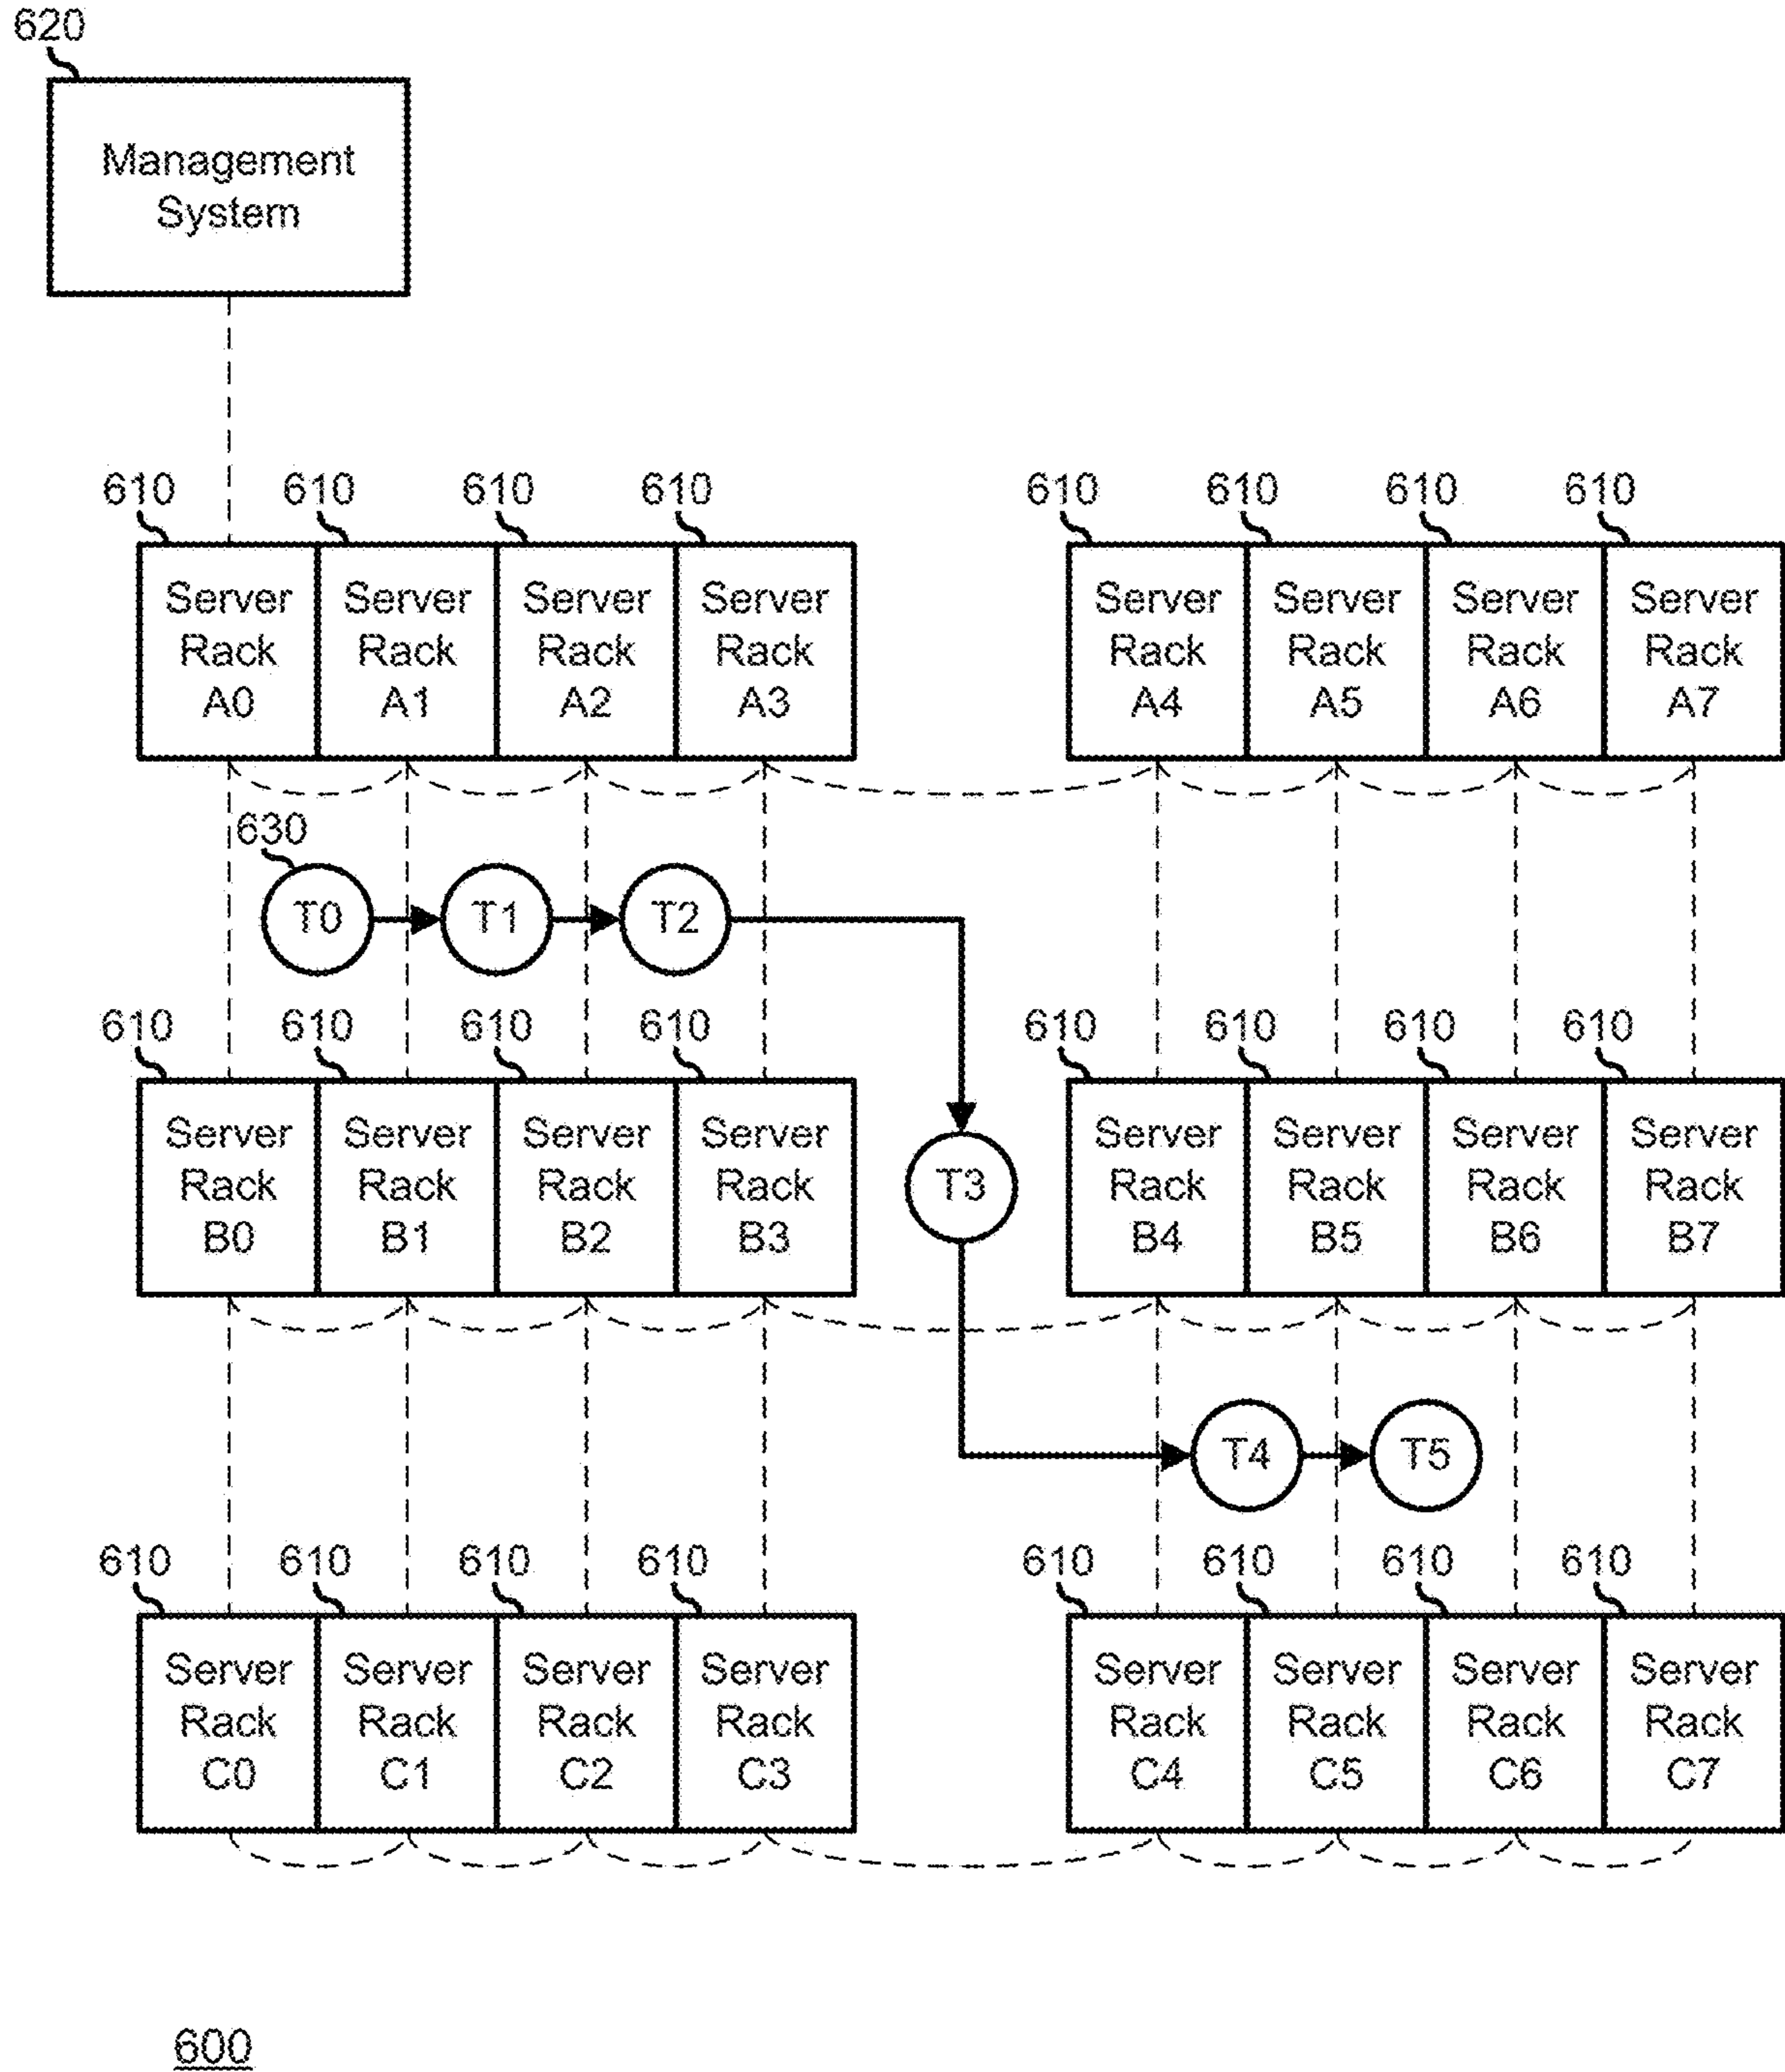 620
Management
System
610 610 610 610 610 610 610 610
Server Server Server Server Server Server Server Server
Rack Rack Rack Rack Rack Rack Rack Rack
A0 A1 A2 A3 A4 A5 A6 A7
630
T0 T1 T2
610 610 610 610 610 610 610 610
Server Server Server Server Server Server Server Server
T3
Rack Rack Rack Rack Rack Rack Rack Rack
B0 B1 B2 B3 B4 B5 B6 B7
T4 T5
610 610 610 610 610 610 610 610
Server Server Server Server Server Server Server Server
Rack Rack Rack Rack Rack Rack Rack Rack
C0 C1 C2 C3 C4 C5 C6 C7
600